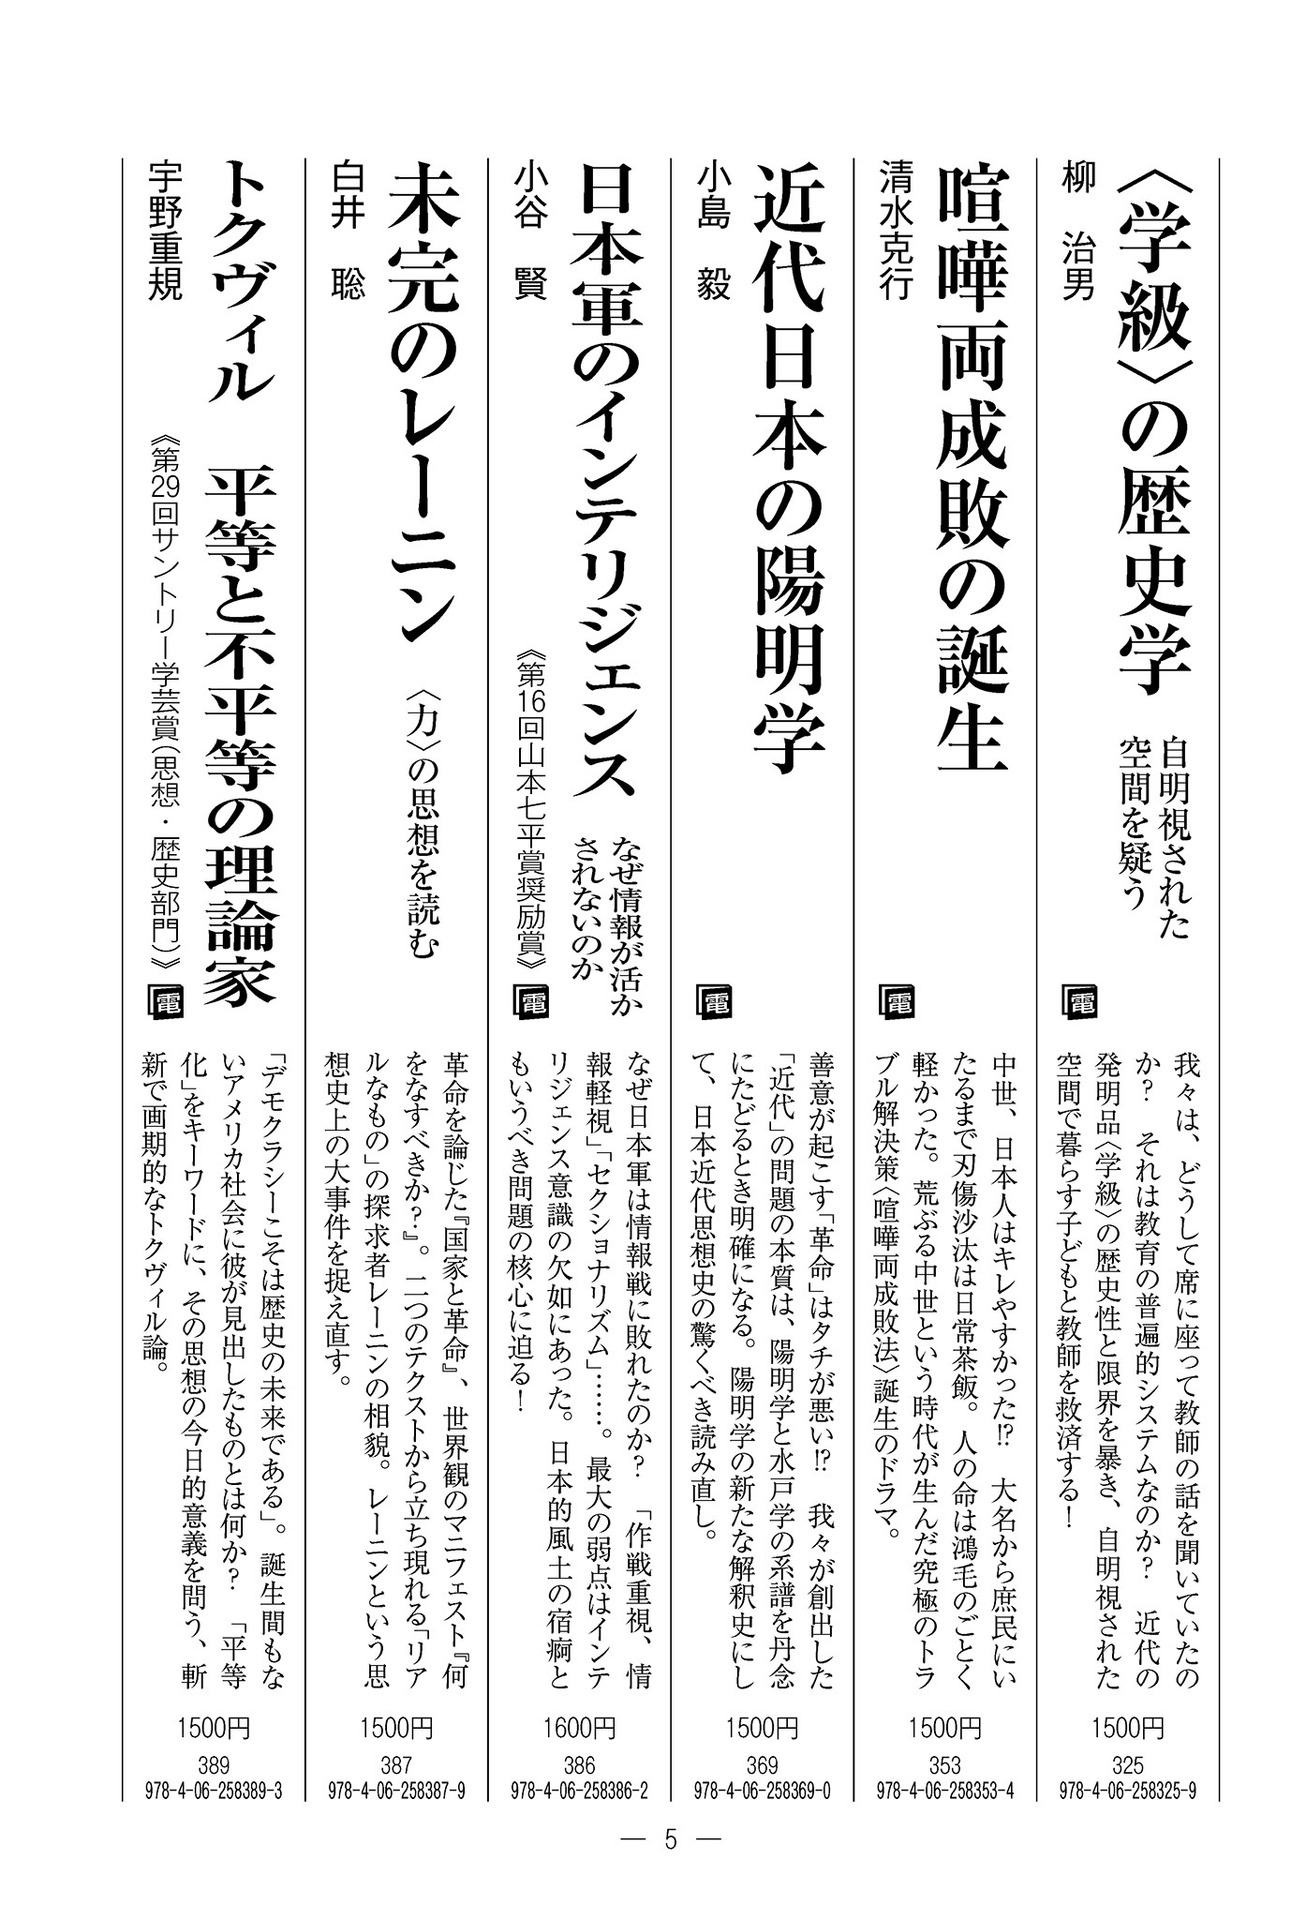 〈学級〉の歴史学
自明視された
空間を疑う
柳 治男
電
我々は、どうして席に座って教師の話を聞いていたの
か? それは教育の普遍的システムなのか? 近代の
発明品〈学級〉の歴史性と限界を暴き、自明視された
空間で暮らす子どもと教師を救済する!
1500円
325
978-4-06-258325-9
喧嘩両成敗の誕生
清水克行
電
中世、日本人はキレやすかった!? 大名から庶民にい
たるまで刃傷沙汰は日常茶飯。人の命は鴻毛のごとく
軽かった。荒ぶる中世という時代が生んだ究極のトラ
ブル解決策〈喧嘩両成敗法〉誕生のドラマ。
1500円
353
978-4-06-258353-4
近代日本の陽明学
小島 毅
電
善意が起こす「革命」はタチが悪い!? 我々が創出した
「近代」の問題の本質は、陽明学と水戸学の系譜を丹念
にたどるとき明確になる。陽明学の新たな解釈史にし
て、日本近代思想史の驚くべき読み直し。
1500円
369
978-4-06-258369-0
日本軍のインテリジェンス
なぜ情報が活か
されないのか
小谷 賢
《第16回山本七平賞奨励賞》
電
なぜ日本軍は情報戦に敗れたのか? 「作戦重視、情
報軽視」「セクショナリズム」……。最大の弱点はインテ
リジェンス意識の欠如にあった。日本的風土の宿痾と
もいうべき問題の核心に迫る!
1600円
386
978-4-06-258386-2
未完のレーニン
〈力〉の思想を読む
白井 聡
革命を論じた『国家と革命』、世界観のマニフェスト『何
をなすべきか?』。二つのテクストから立ち現れる「リア
ルなもの」の探求者レーニンの相貌。レーニンという思
想史上の大事件を捉え直す。
1500円
387
978-4-06-258387-9
トクヴィル 平等と不平等の理論家
宇野重規
《第29回サントリー学芸賞(思想・歴史部門)》
電
「デモクラシーこそは歴史の未来である」。誕生間もな
いアメリカ社会に彼が見出したものとは何か? 「平等
化」をキーワードに、その思想の今日的意義を問う、斬
新で画期的なトクヴィル論。
1500円
389
978-4-06-258389-3
— 5 —